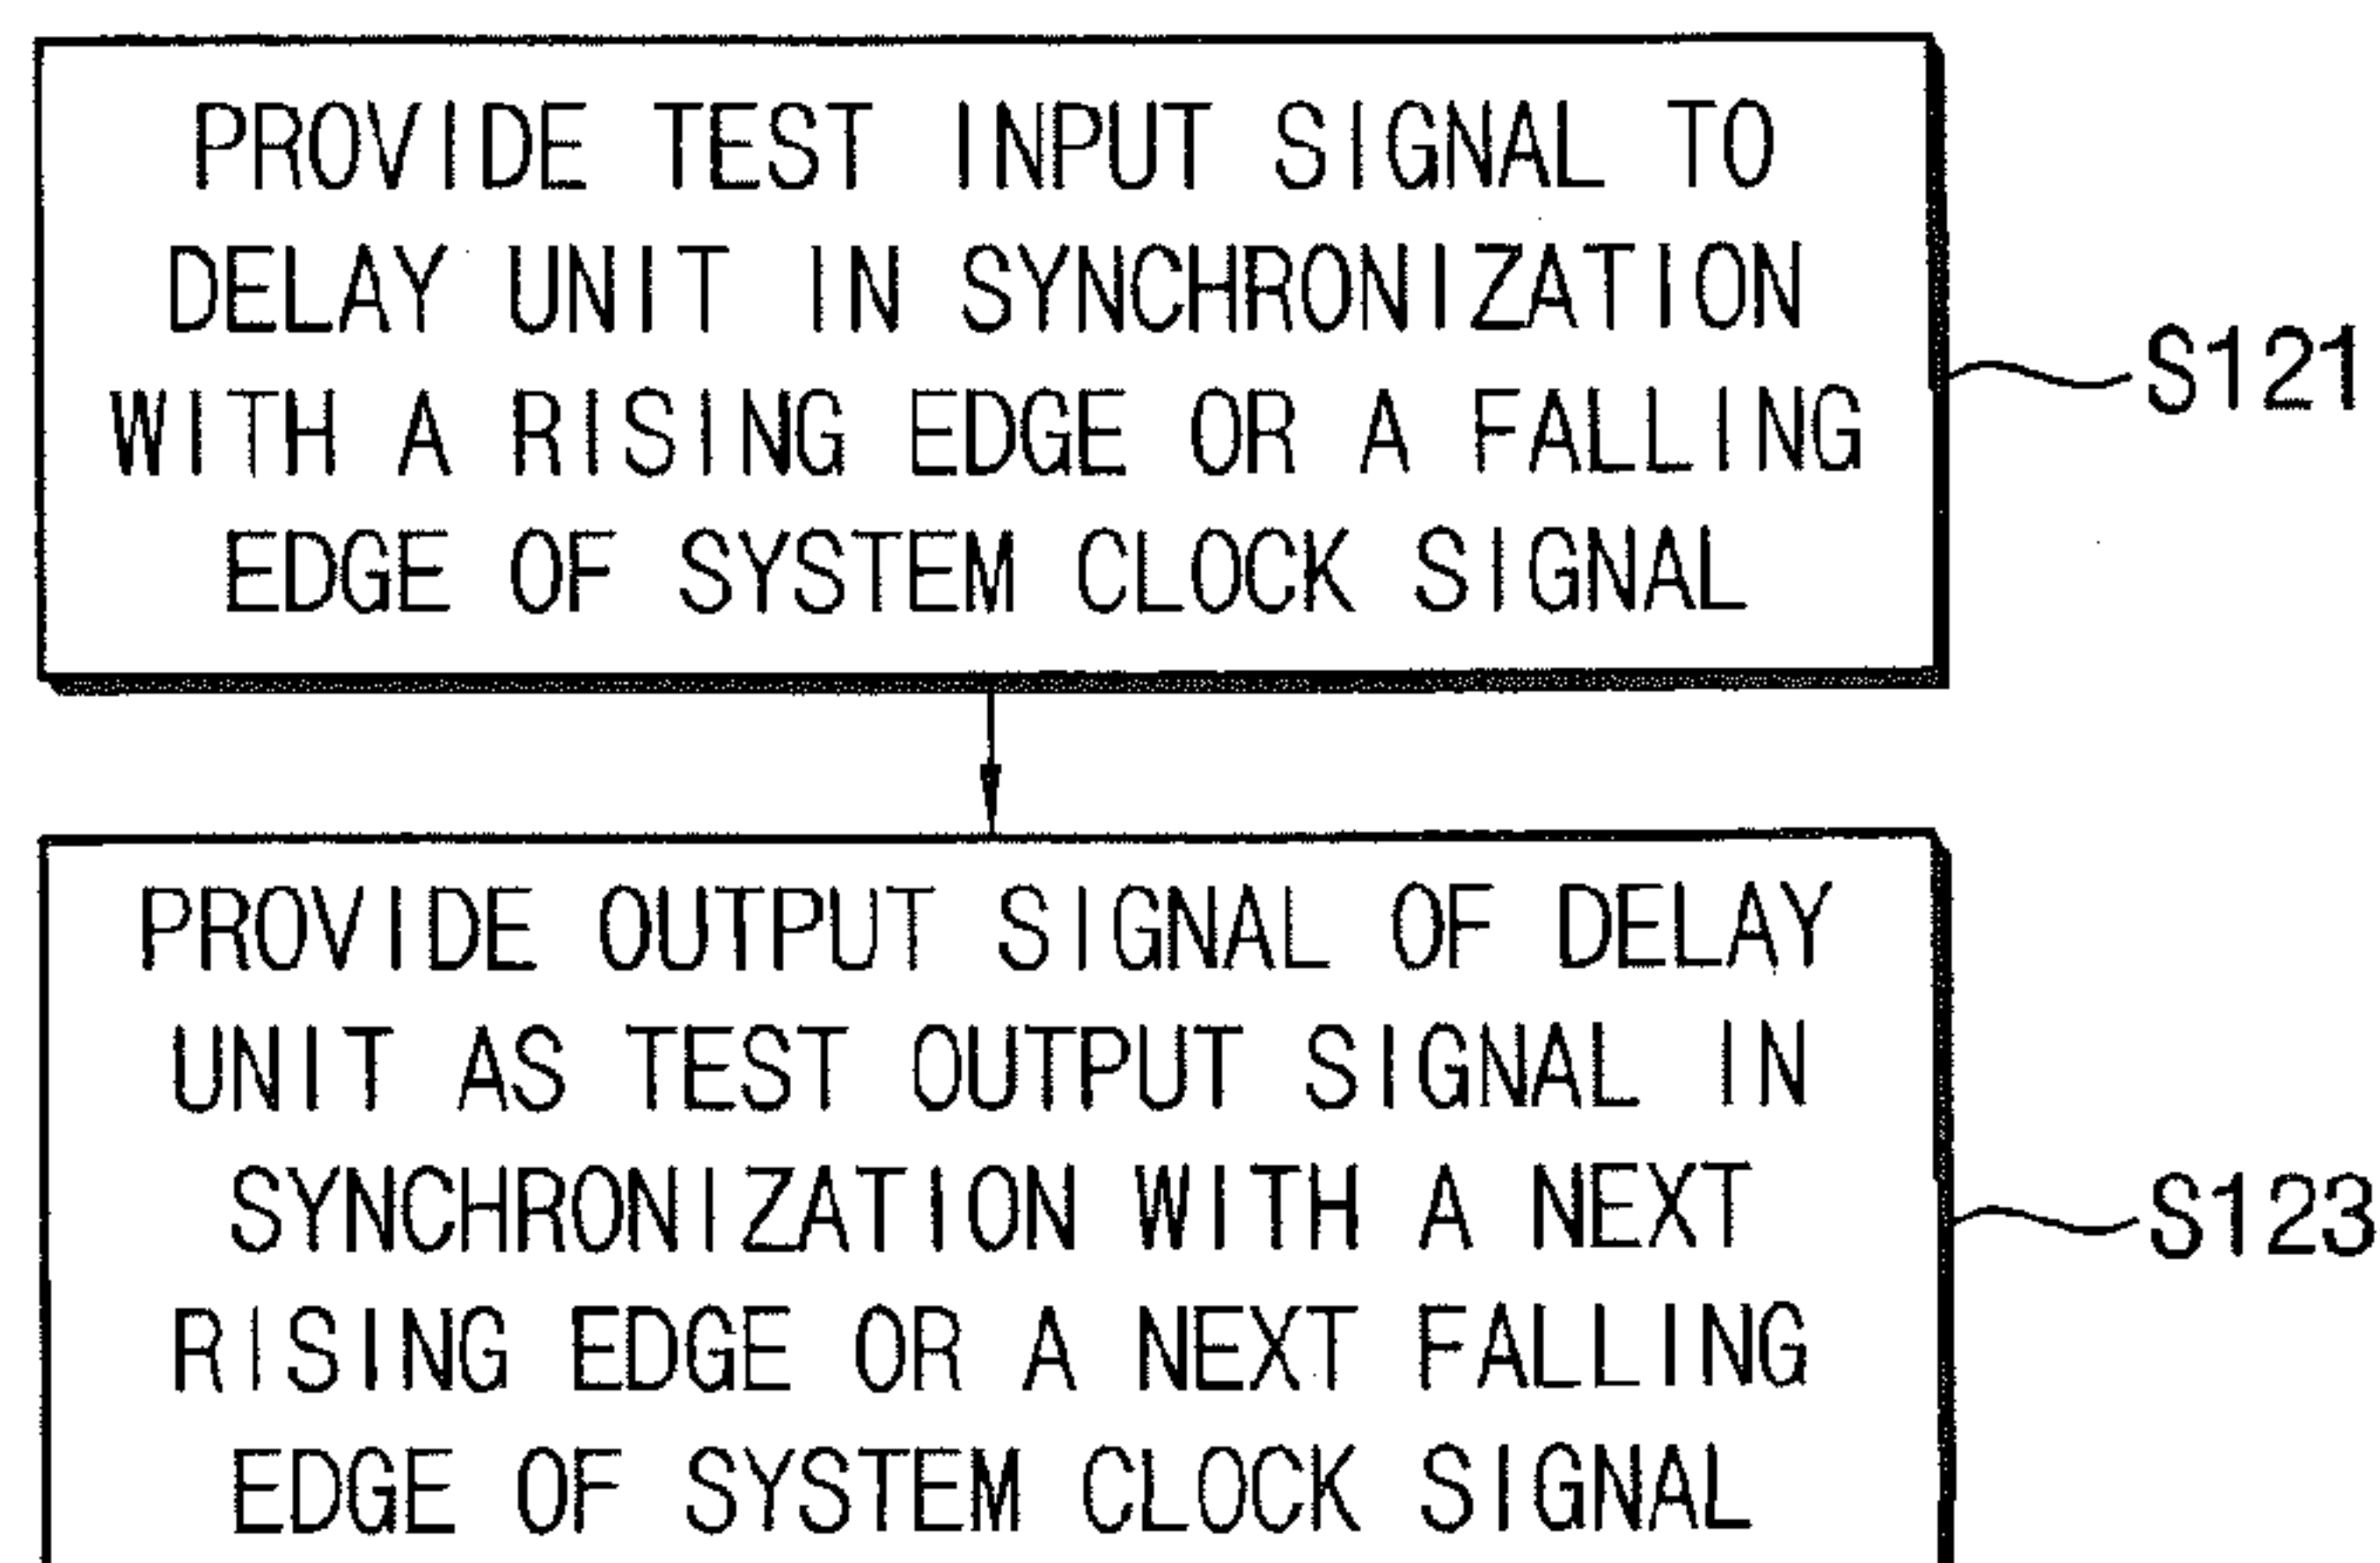 PROVIDE TEST INPUT SIGNAL TO
DELAY UNIT IN SYNCHRONIZATION
WITH A RISING EDGE OR A FALLING
EDGE OF SYSTEM CLOCK SIGNAL
S121
PROVIDE OUTPUT SIGNAL OF DELAY
UNIT AS TEST OUTPUT SIGNAL IN
SYNCHRONIZATION WITH A NEXT
RISING EDGE OR A NEXT FALLING
EDGE OF SYSTEM CLOCK SIGNAL
S123